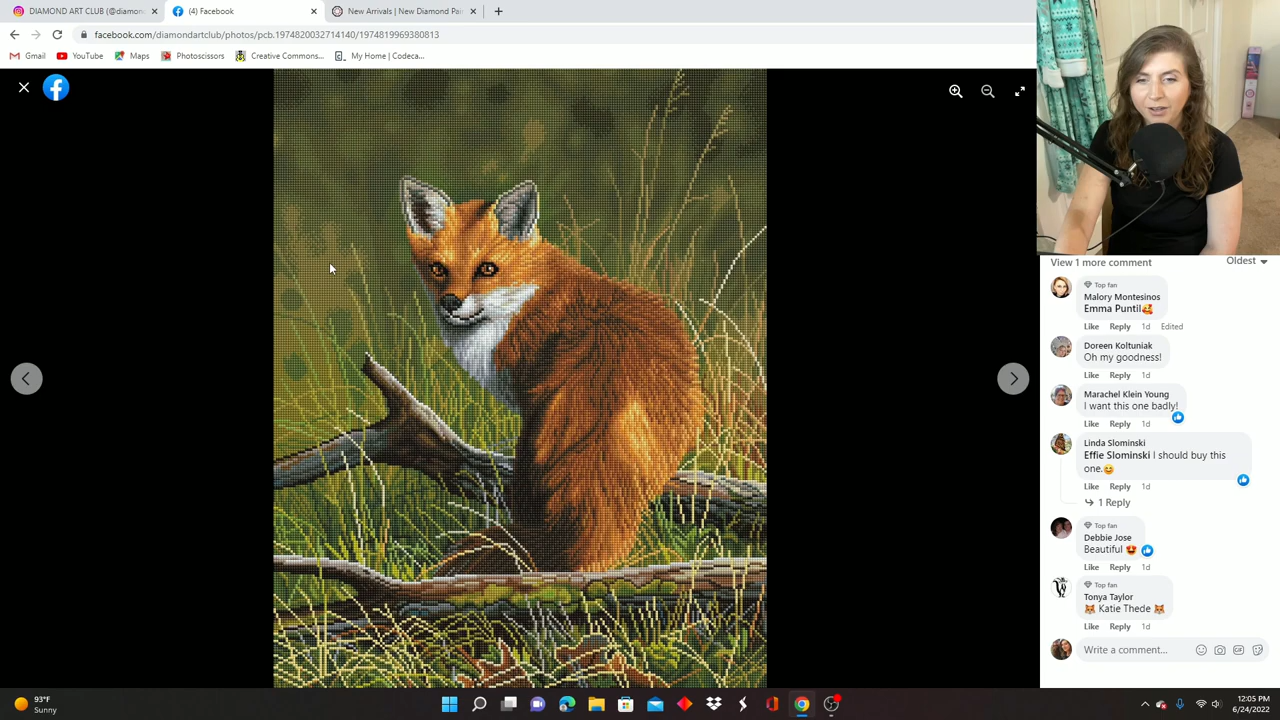 DIAMOND ART CLUB (@diamon
(4) Facebook
New Arrivals | New Diamond Pai
facebook.com/diamondartclub/photos/pcb.1974820032714140/1974819969380813
Gmail
YouTube
Maps
Photoscissors
Creative Commons...
My Home | Codeca...
View 1 more comment
Oldest
Top fan
Malory Montesinos
Emma Puntil🥰
Like Reply 1d Edited
Doreen Koltuniak
Oh my goodness!
Like Reply 1d
Marachel Klein Young
I want this one badly!
Like Reply 1d
Linda Slominski
Effie Slominski I should buy this
one.😊
Like Reply 1d
1 Reply
Top fan
Debbie Jose
Beautiful 😍
Like Reply 1d
Top fan
Tonya Taylor
🦊 Katie Thede 🦊
Like Reply 1d
Write a comment...
93°F
Sunny
12:05 PM
6/24/2022